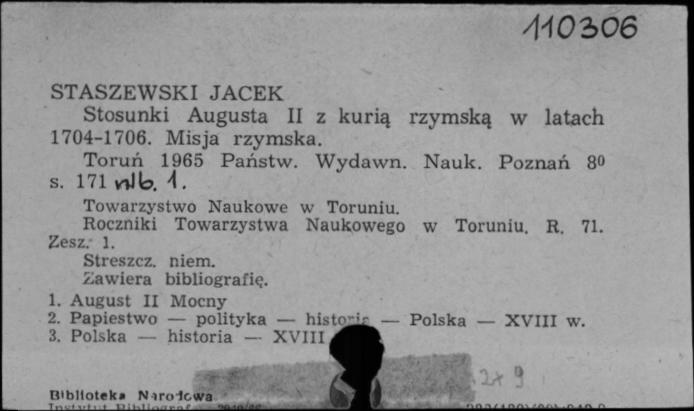 110306
STASZEWSKI JACEK
Stosunki Augusta II z kurią rzymską w latach
1704-1706. Misja rzymska.
Toruń 1965 Państw. Wydawn. Nauk. Poznań 8⁰
s. 171 nlb. 1.
Towarzystwo Naukowe w Toruniu.
Roczniki Towarzystwa Naukowego w Toruniu. R. 71.
Zesz. 1.
Streszcz. niem.
Zawiera bibliografię.
1. August II Mocny
2. Papiestwo — polityka — historia — Polska — XVIII w.
3. Polska — historia — XVIII
Biblioteka Narodowa